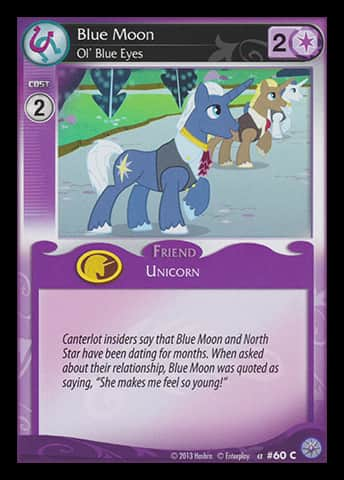 Blue Moon
Ol' Blue Eyes
2
COST
2
FRIEND
UNICORN
Canterlot insiders say that Blue Moon and North
Star have been dating for months. When asked
about their relationship, Blue Moon was quoted as
saying, "She makes me feel so young!"
© 2013 Hasbro. © Enterplay. α #60 C